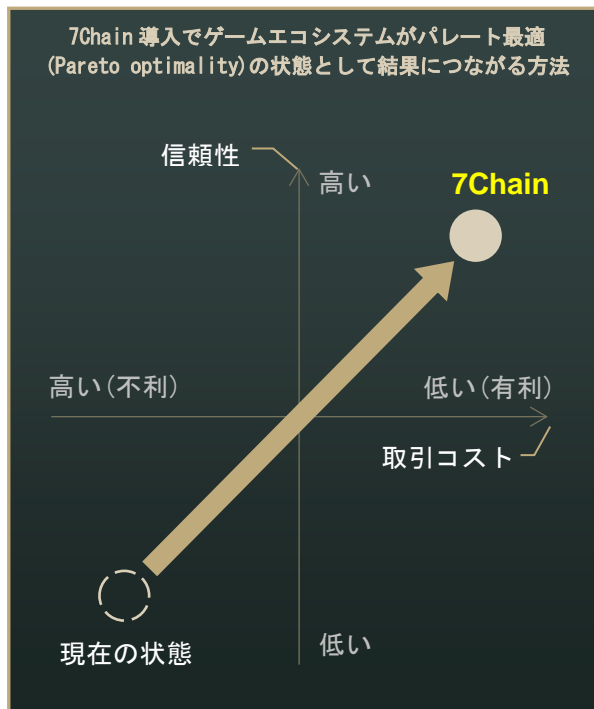 7Chain 導入でゲームエコシステムがパレート最適
(Pareto optimality)の状態として結果につながる方法
信頼性
高い
7Chain
高い(不利)
低い(有利)
取引コスト
現在の状態
低い